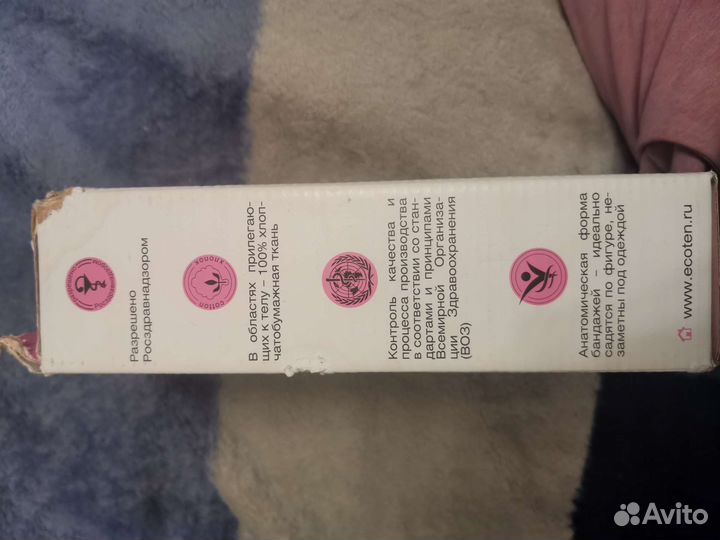 Разрешено
Росздравнадзором
cotton
хлопок
В областях прилегаю-
щих к телу – 100% хлоп-
чатобумажная ткань
Контроль качества и
процесса производства
в соответствии со стан-
дартами и принципами
Всемирной Организа-
ции Здравоохранения
(ВОЗ)
Анатомическая форма
бандажей – идеально
садятся по фигуре, не-
заметны под одеждой
www.ecoten.ru
Avito